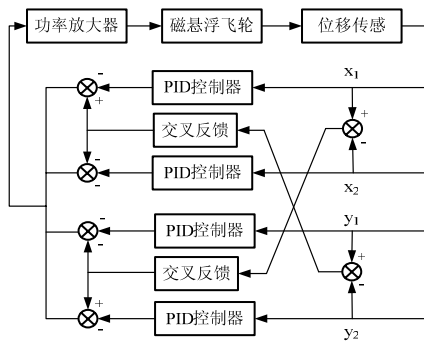 功率放大器 磁悬浮飞轮 位移传感
- PID控制器 x₁
+ 交叉反馈 +
- -
- PID控制器 x₂
- PID控制器 y₁
-
- 交叉反馈 +
+ -
- PID控制器 y₂